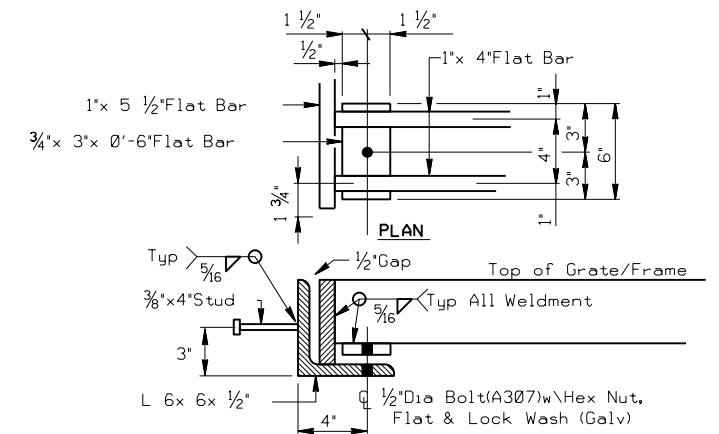 1 ½" 1 ½"
½"
1"x 4"Flat Bar
1"x 5 ½"Flat Bar
¾"x 3"x 0'-6"Flat Bar
1"
3"
4"
6"
3"
1 ¾"
1"
PLAN
Typ
5/16
½"Gap
Top of Grate/Frame
⅜"x4"Stud
5/16
Typ All Weldment
3"
L 6x 6x ½"
℄ ½"Dia Bolt(A307)w\Hex Nut,
4"
Flat & Lock Wash (Galv)